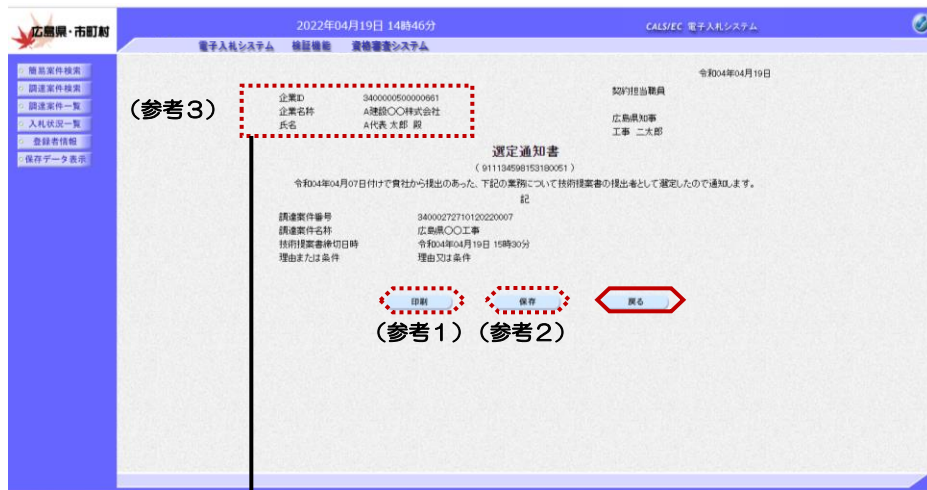 広島県・市町村
2022年04月19日 14時46分
CALS/EC 電子入札システム
電子入札システム 検証機能 資格審査システム
簡易案件検索
調達案件検索
調達案件一覧
入札状況一覧
登録者情報
保存データ表示
令和04年04月19日
(参考3)
企業ID 3400000500000661
企業名称 A建設〇〇株式会社
氏名 A代表 太郎 殿
契約担当職員
広島県知事
工事 二太郎
選定通知書
( 911134598153180051 )
令和04年04月07日付けで貴社から提出のあった、下記の業務について技術提案書の提出者として選定したので通知します。
記
調達案件番号 34000272710120220007
調達案件名称 広島県〇〇工事
技術提案書締切日時 令和04年04月19日 15時30分
理由または条件 理由又は条件
印刷 保存 戻る
(参考1) (参考2)